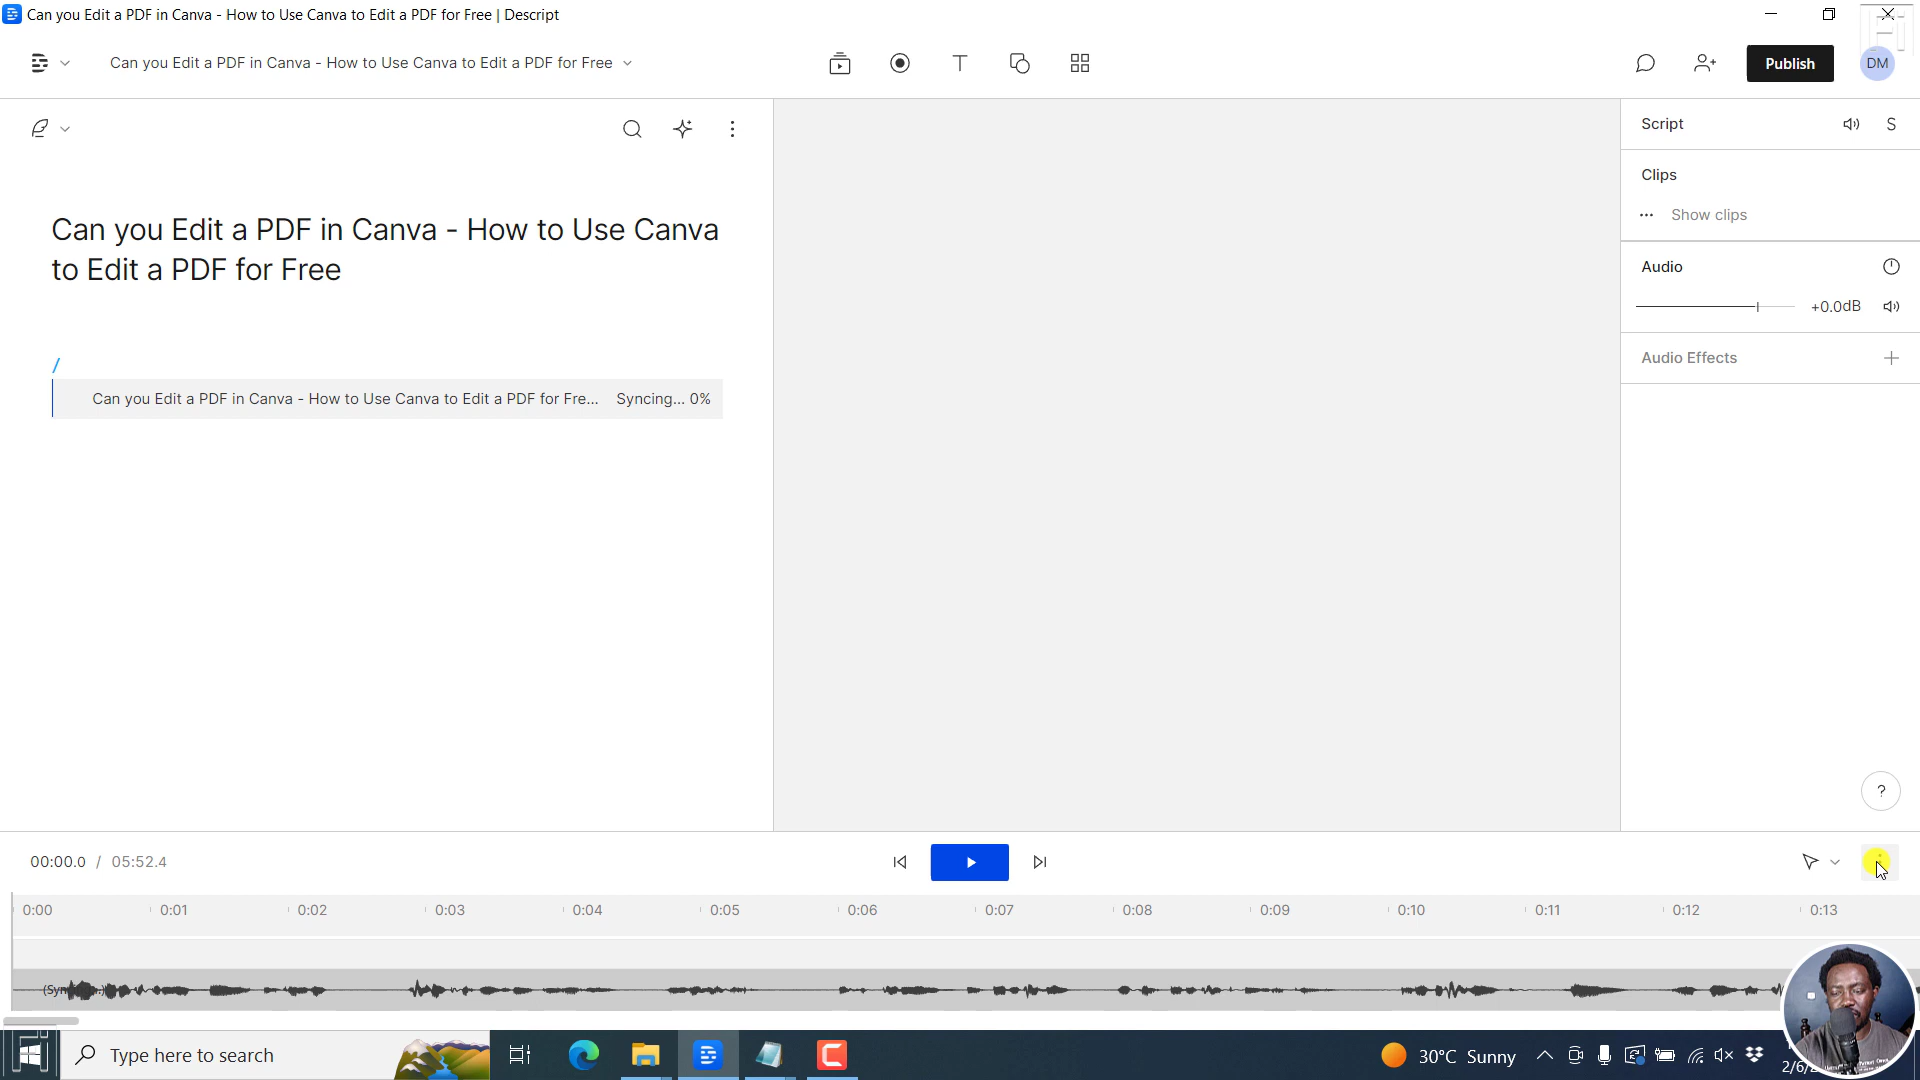 Can you Edit a PDF in Canva - How to Use Canva to Edit a PDF for Free | Descript
Can you Edit a PDF in Canva - How to Use Canva to Edit a PDF for Free
Publish
DM
Script
S
Can you Edit a PDF in Canva - How to Use Canva
to Edit a PDF for Free
/
Can you Edit a PDF in Canva - How to Use Canva to Edit a PDF for Fre... Syncing... 0%
Clips
Show clips
Audio
+0.0dB
Audio Effects
?
00:00.0 / 05:52.4
0:00 0:01 0:02 0:03 0:04 0:05 0:06 0:07 0:08 0:09 0:10 0:11 0:12 0:13
Type here to search
30°C Sunny